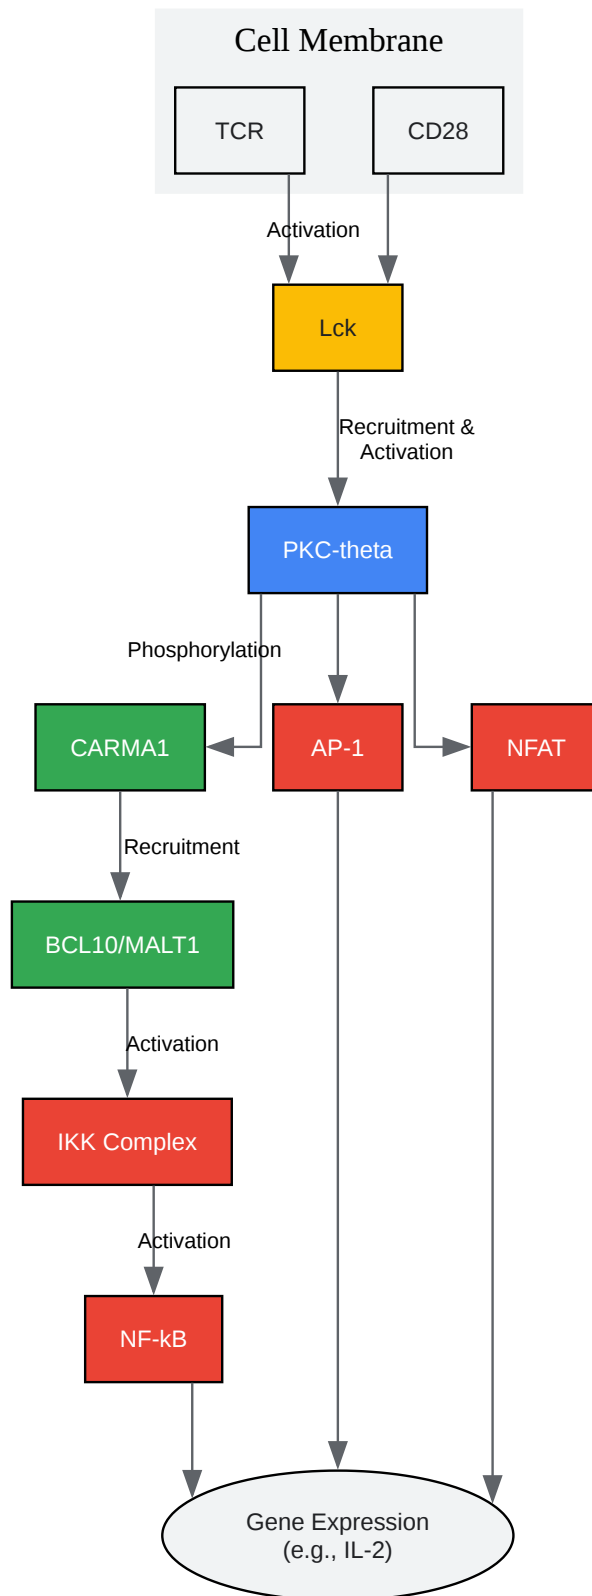 Cell Membrane
TCR
CD28
Activation
Lck
Recruitment &
Activation
PKC-theta
Phosphorylation
CARMA1
AP-1
NFAT
Recruitment
BCL10/MALT1
Activation
IKK Complex
Activation
NF-kB
Gene Expression
(e.g., IL-2)